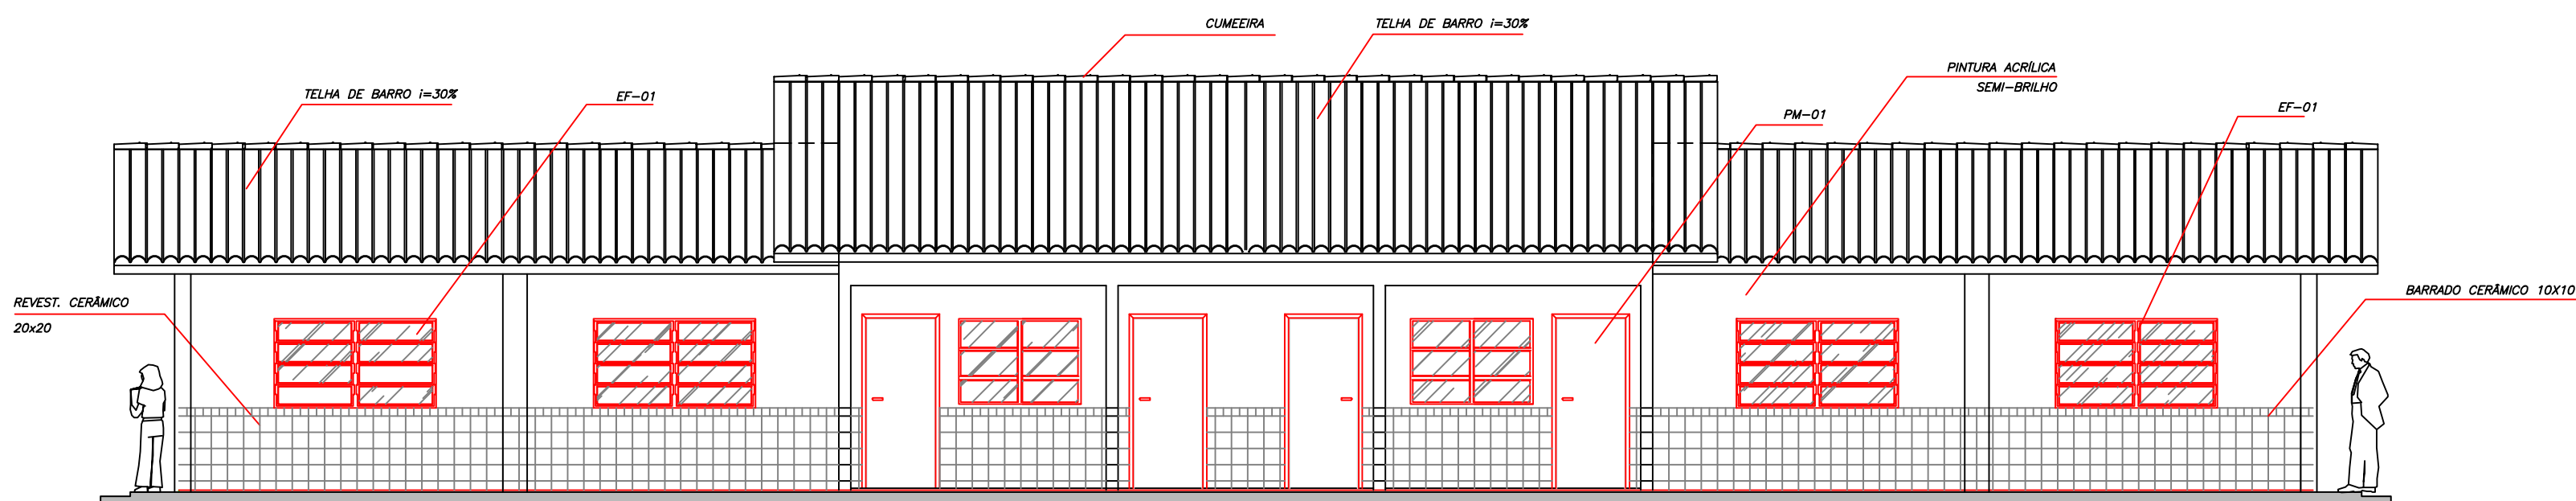 CUMEEIRA
TELHA DE BARRO i=30%
PINTURA ACRÍLICA
SEMI-BRILHO
TELHA DE BARRO i=30%
EF-01
PM-01
EF-01
REVEST. CERÂMICO
20x20
BARRADO CERÂMICO 10X10